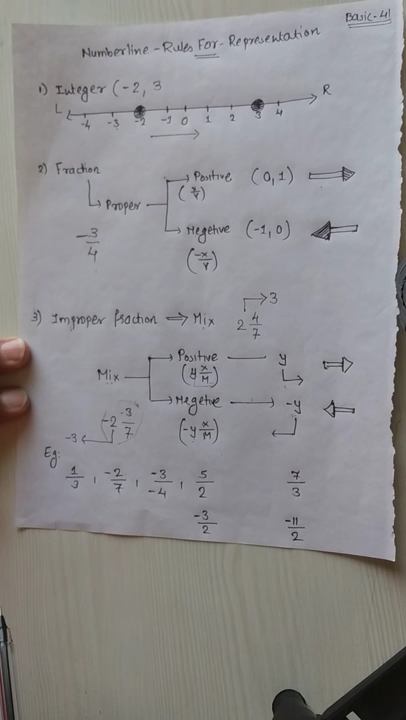 Basic-41
Numberline - Rules For - Representation
1) Integer (-2, 3
L -4 -3 -2 -1 0 1 2 3 4 R
2) Fraction
Proper
Positive (0,1)
(x/y)
Negetive (-1,0)
(-x/y)
-3/4
3) Improper fraction ⇒ Mix 2 4/7 → 3
Mix
Positive y
(y x/M)
Negetive → -y
(-y x/M)
-3 ← -2 -3/7
Eg:
1/3 , -2/7 , -3/-4 , 5/2 7/3
-3/2 -11/2